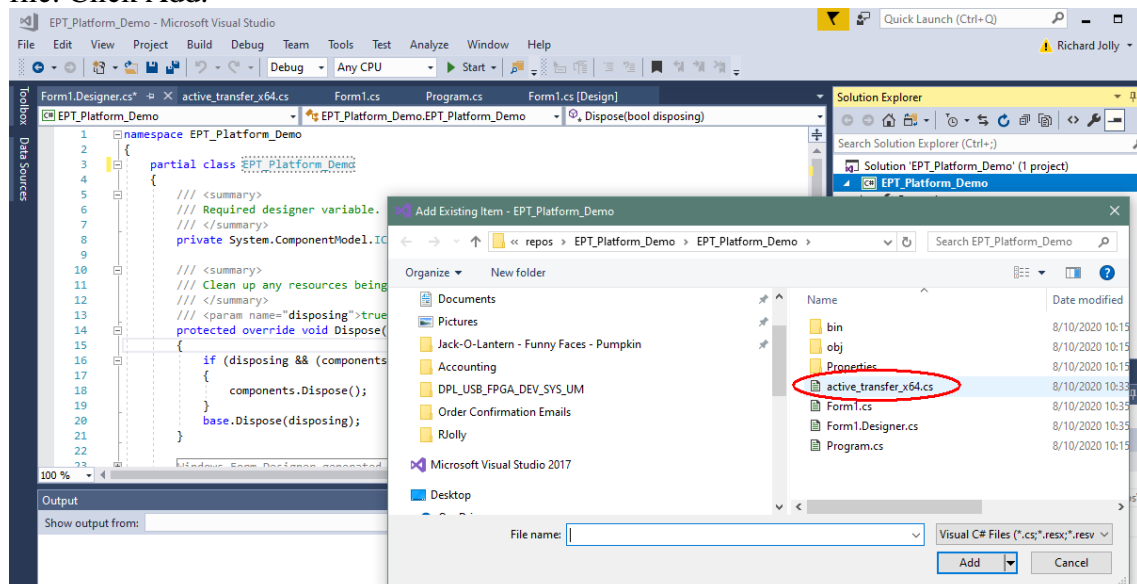 file. Click Add.
EPT_Platform_Demo - Microsoft Visual Studio
Quick Launch (Ctrl+Q)
File Edit View Project Build Debug Team Tools Test Analyze Window Help
Richard Jolly
Debug Any CPU Start
Toolbox
Data Sources
Form1.Designer.cs* active_transfer_x64.cs Form1.cs Program.cs Form1.cs [Design]
EPT_Platform_Demo EPT_Platform_Demo.EPT_Platform_Demo Dispose(bool disposing)
1 namespace EPT_Platform_Demo
2 {
3 partial class EPT_Platform_Demo
4 {
5 /// <summary>
6 /// Required designer variable.
7 /// </summary>
8 private System.ComponentModel.IC
9
10 /// <summary>
11 /// Clean up any resources being
12 /// </summary>
13 /// <param name="disposing">true
14 protected override void Dispose(
15 {
16 if (disposing && (components
17 {
18 components.Dispose();
19 }
20 base.Dispose(disposing);
21 }
22
23 Windows Form Designer generated
100 %
Output
Show output from:
Solution Explorer
Search Solution Explorer (Ctrl+;)
Solution 'EPT_Platform_Demo' (1 project)
C# EPT_Platform_Demo
Add Existing Item - EPT_Platform_Demo
« repos > EPT_Platform_Demo > EPT_Platform_Demo >
Search EPT_Platform_Demo
Organize New folder
Documents
Pictures
Jack-O-Lantern - Funny Faces - Pumpkin
Accounting
DPL_USB_FPGA_DEV_SYS_UM
Order Confirmation Emails
RJolly
Microsoft Visual Studio 2017
Desktop
Name Date modified
bin 8/10/2020 10:15
obj 8/10/2020 10:15
Properties 8/10/2020 10:15
active_transfer_x64.cs 8/10/2020 10:33
Form1.cs 8/10/2020 10:35
Form1.Designer.cs 8/10/2020 10:35
Program.cs 8/10/2020 10:15
File name:
Visual C# Files (*.cs;*.resx;*.resv
Add Cancel